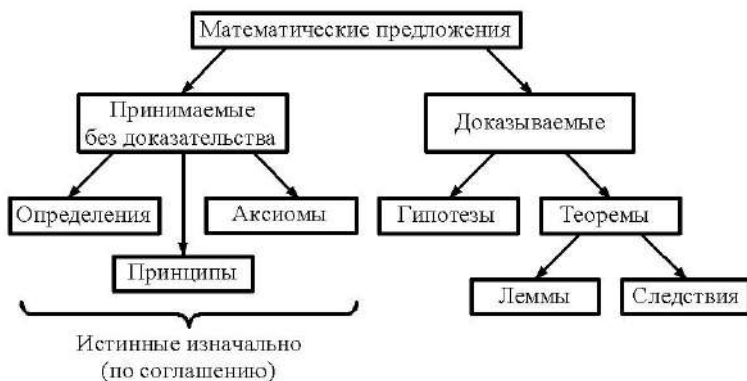 Математические предложения
Принимаемые
без доказательства
Доказываемые
Определения
Аксиомы
Гипотезы
Теоремы
Принципы
Леммы
Следствия
Истинные изначально
(по соглашению)